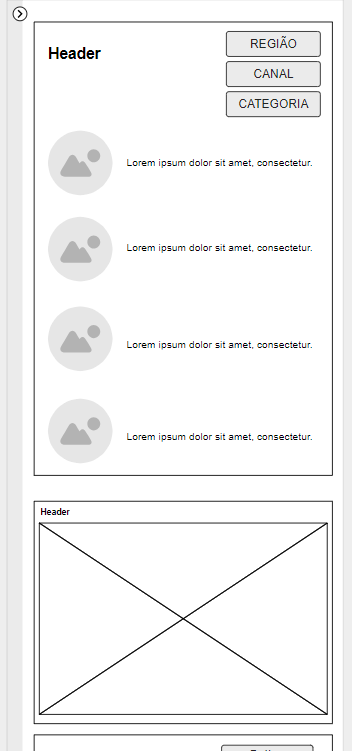 Header
REGIÃO
CANAL
CATEGORIA
Lorem ipsum dolor sit amet, consectetur.
Lorem ipsum dolor sit amet, consectetur.
Lorem ipsum dolor sit amet, consectetur.
Lorem ipsum dolor sit amet, consectetur.
Header